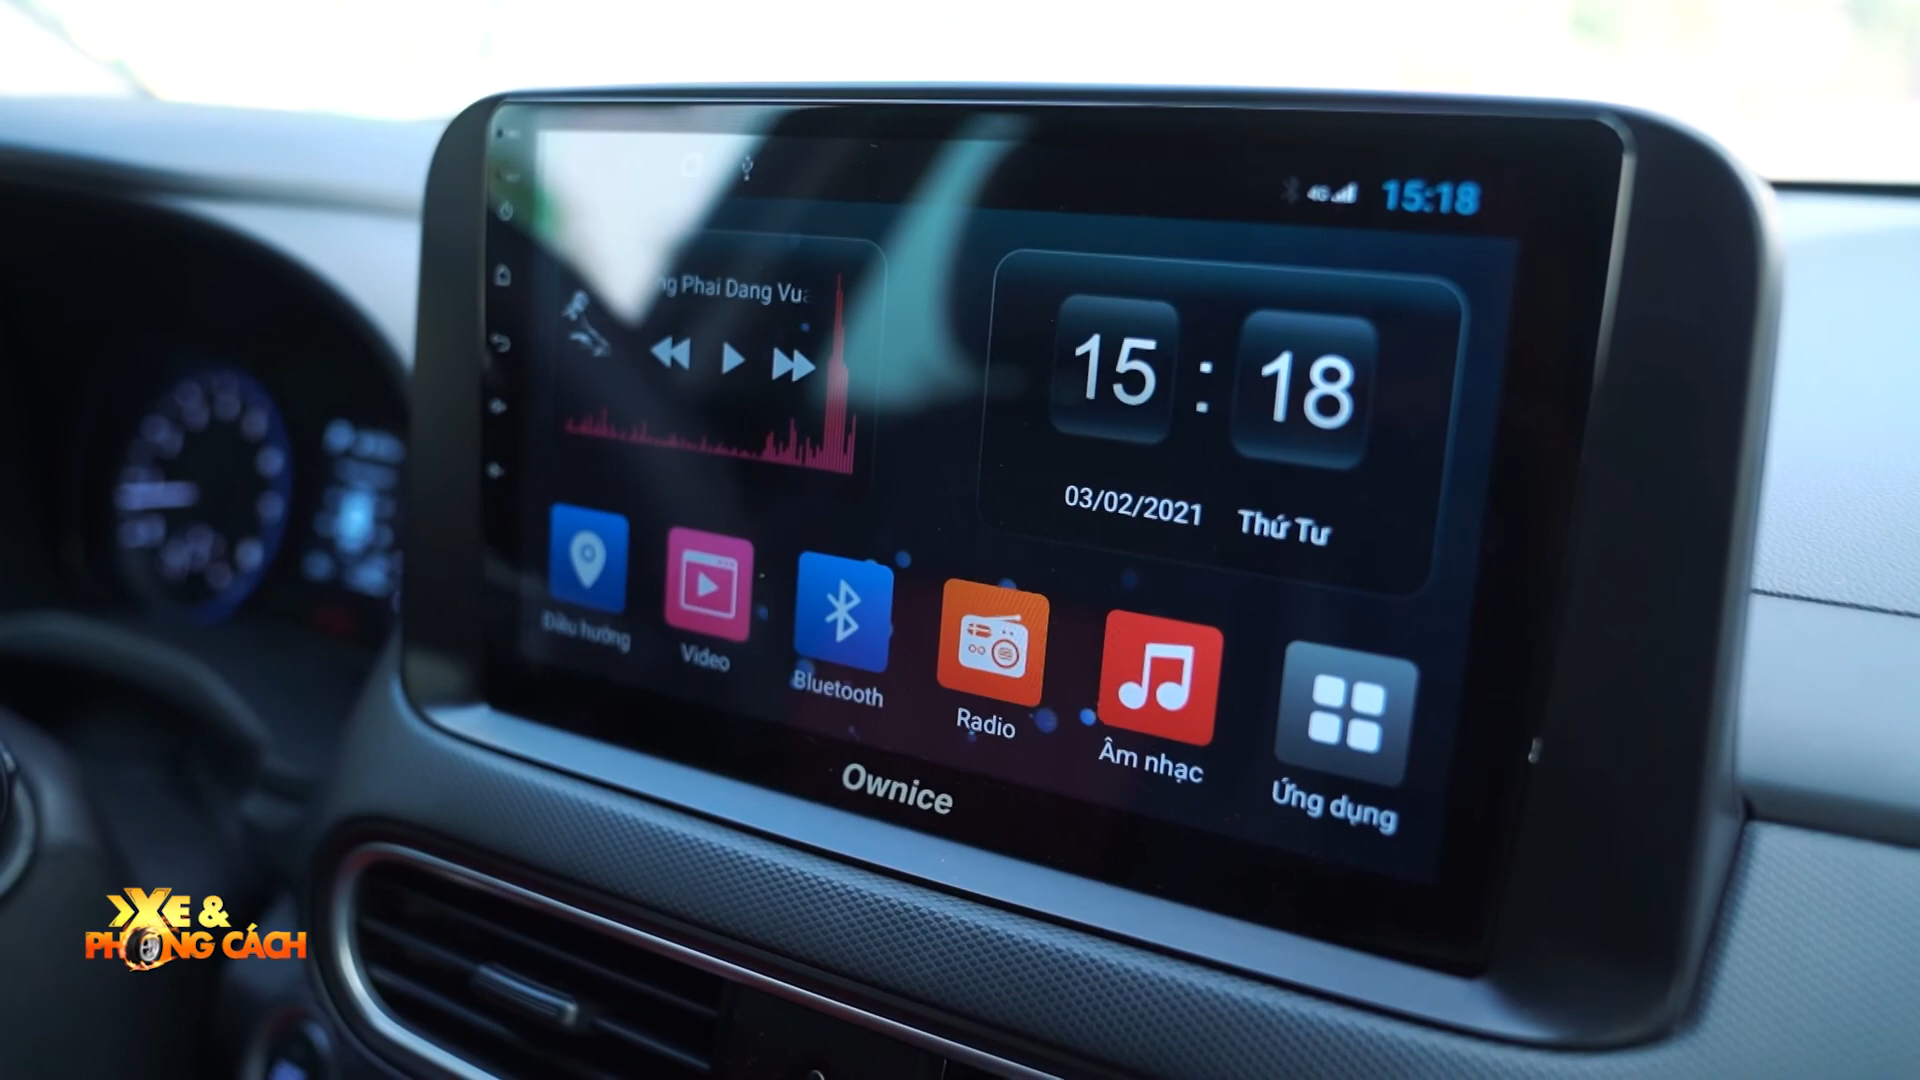 4G 15:18
ng Phai Dang Vua
15 : 18
03/02/2021 Thứ Tư
Điều hướng
Video
Bluetooth
Radio
Âm nhạc
Ứng dụng
Ownice
XE &
PHONG CÁCH